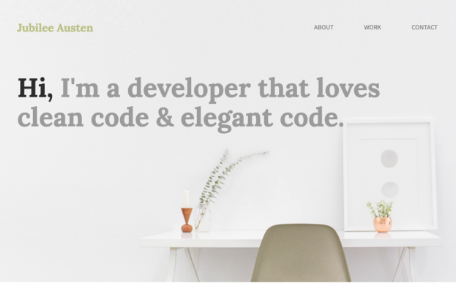 Jubilee Austen
ABOUT WORK CONTACT
Hi, I'm a developer that loves
clean code & elegant code.